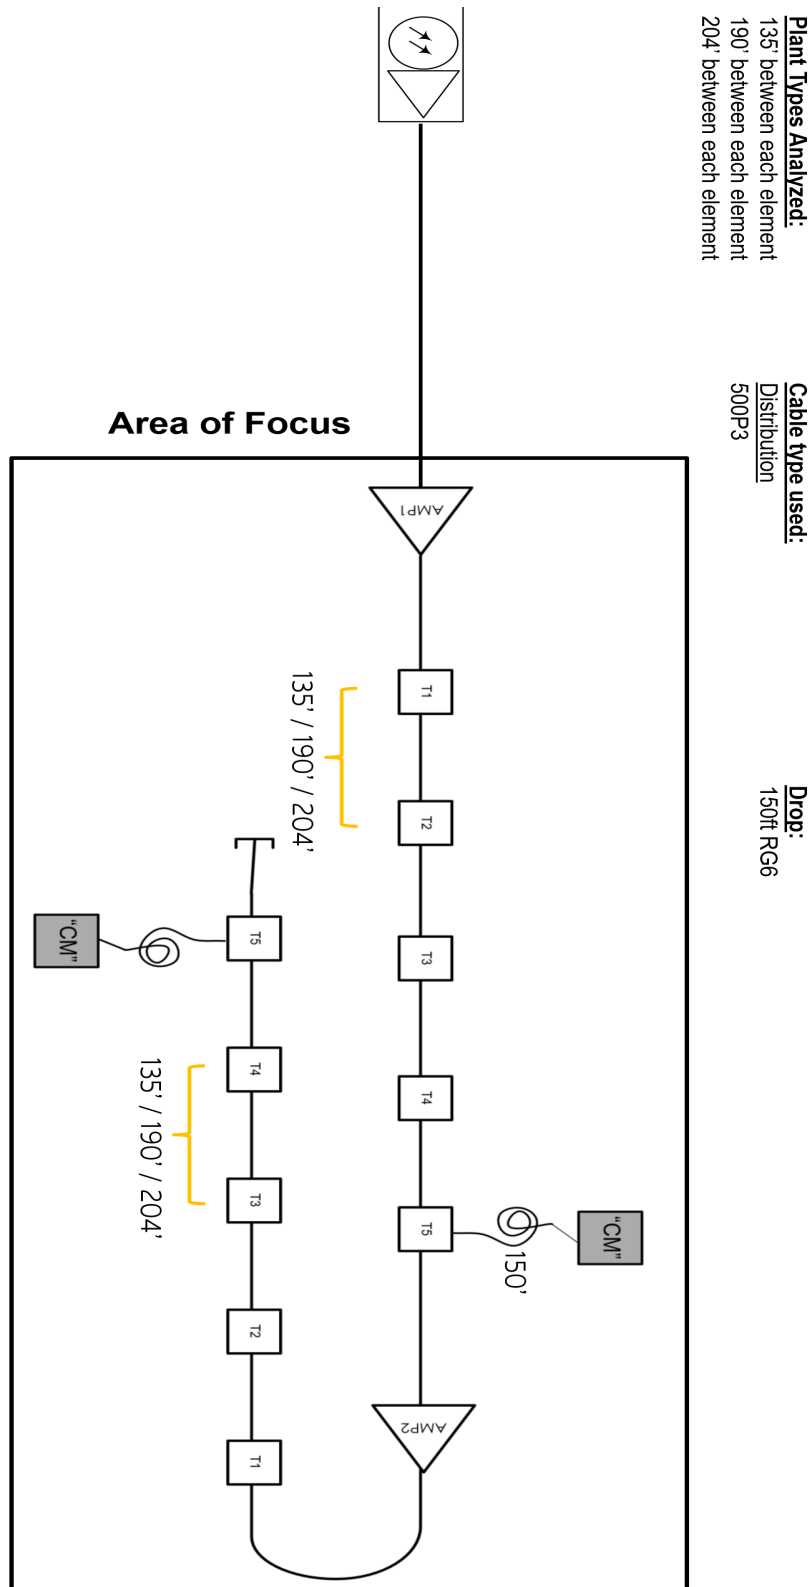 Plant Types Analyzed:
135' between each element
190' between each element
204' between each element
Cable type used:
Distribution
500P3
Drop:
150ft RG6
Area of Focus
AMP1
T1
T2
T3
T4
T5
AMP2
135’ / 190’ / 204’
“CM”
150’
T1
T2
T3
T4
T5
135’ / 190’ / 204’
“CM”